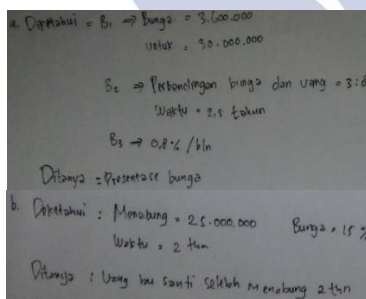 a. Diketahui = B₁ ⇒ Bunga = 3.600.000
untuk = 30.000.000
B₂ ⇒ Perbandingan bunga dan uang = 3:
Waktu = 2,5 tahun
B₃ → 0,8% / bln
Ditanya = Presentase bunga
b. Diketahui : Menabung = 25.000.000 Bunga = 15 %
Waktu = 2 thn
Ditanya : Uang bu santi setelah menabung 2 thn